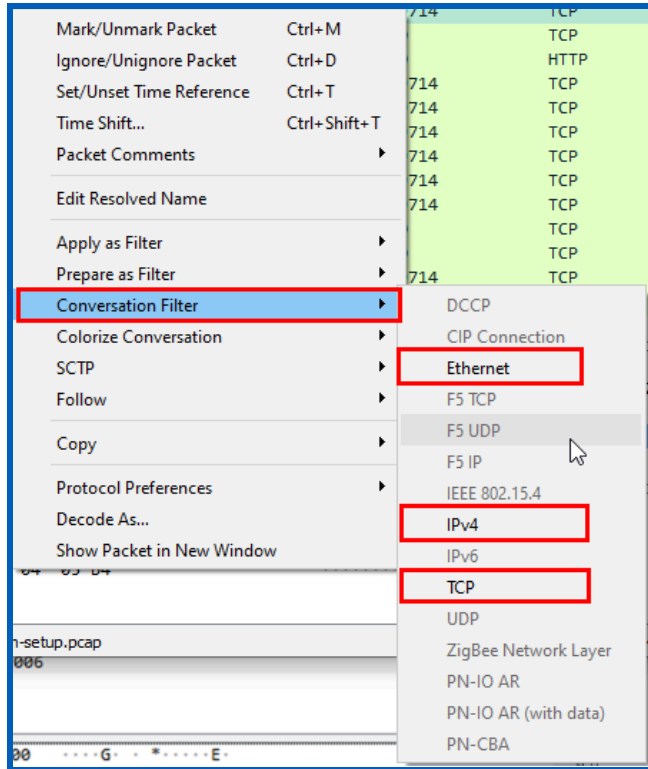 714 TCP
Mark/Unmark Packet Ctrl+M
TCP
Ignore/Unignore Packet Ctrl+D
HTTP
Set/Unset Time Reference Ctrl+T
714 TCP
714 TCP
Time Shift... Ctrl+Shift+T
714 TCP
Packet Comments
714 TCP
714 TCP
Edit Resolved Name
714 TCP
TCP
Apply as Filter
TCP
Prepare as Filter
714 TCP
Conversation Filter
Colorize Conversation
SCTP
Follow
Copy
Protocol Preferences
Decode As...
Show Packet in New Window
DCCP
CIP Connection
Ethernet
F5 TCP
F5 UDP
F5 IP
IEEE 802.15.4
IPv4
IPv6
TCP
UDP
ZigBee Network Layer
PN-IO AR
PN-IO AR (with data)
PN-CBA
04 05 b4 ·······
n-setup.pcap
006
00 ····G· · *·····E·